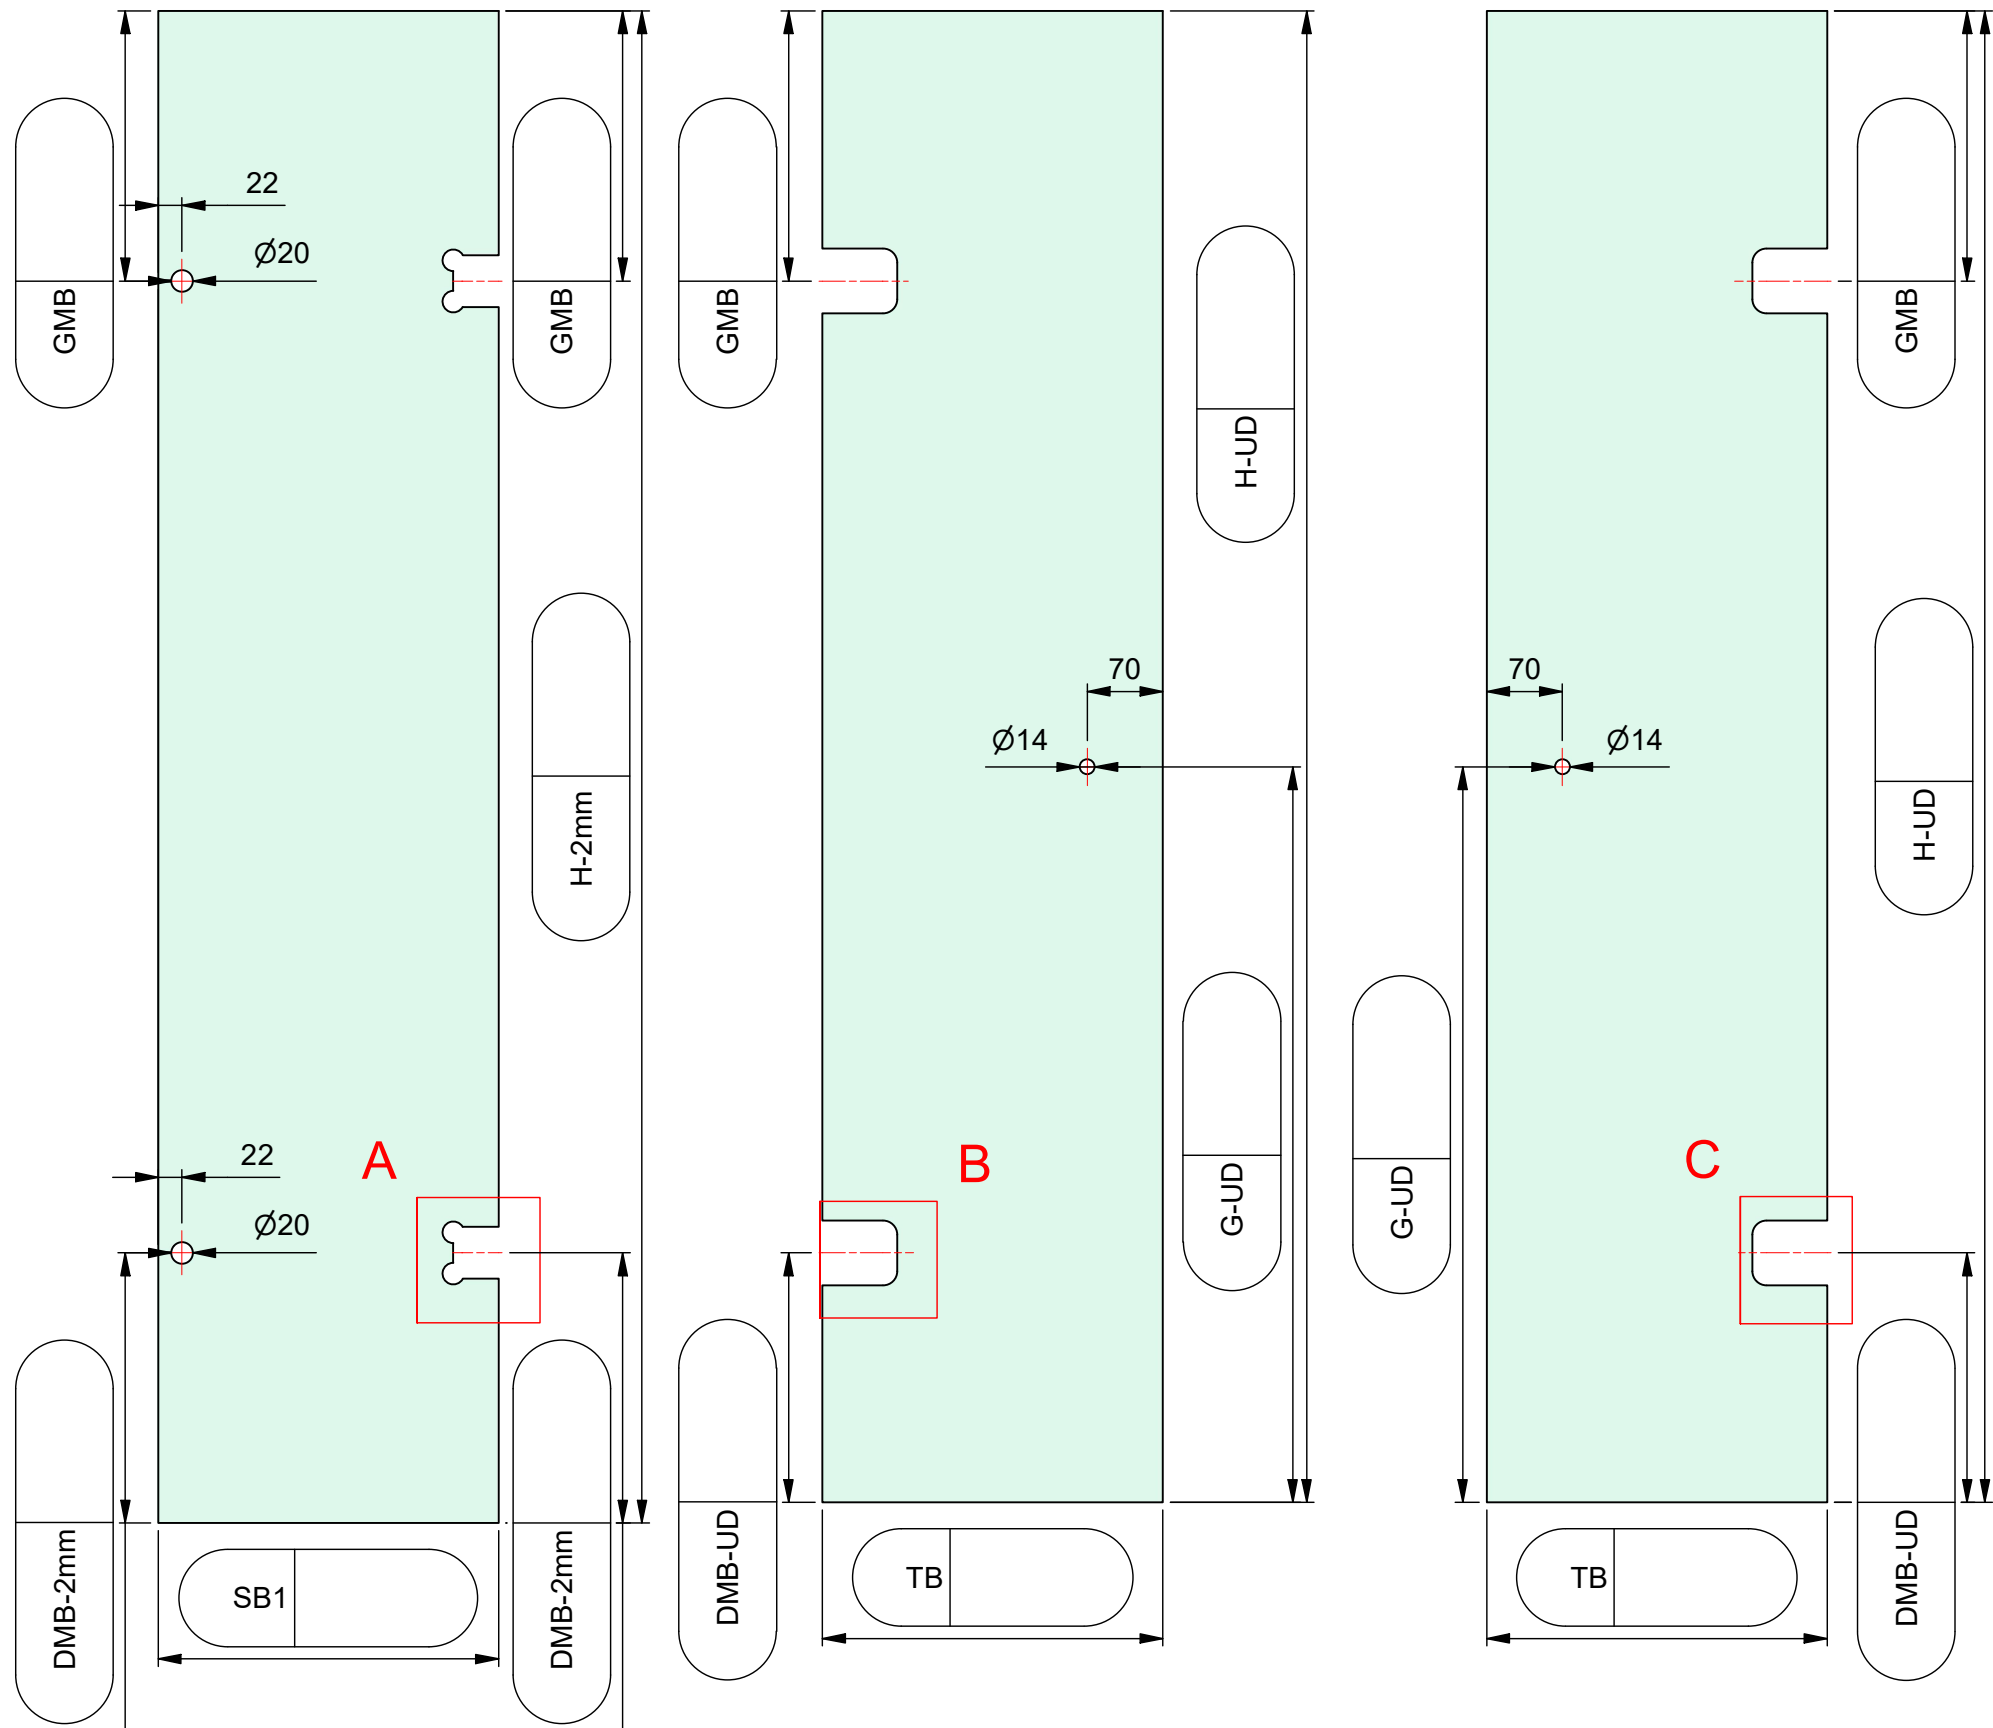 GMB
22
Ø20
GMB
H-2mm
22
Ø20
A
DMB-2mm
SB1
DMB-2mm
GMB
H-UD
70
Ø14
G-UD
B
DMB-UD
TB
GMB
70
Ø14
H-UD
G-UD
C
DMB-UD
TB